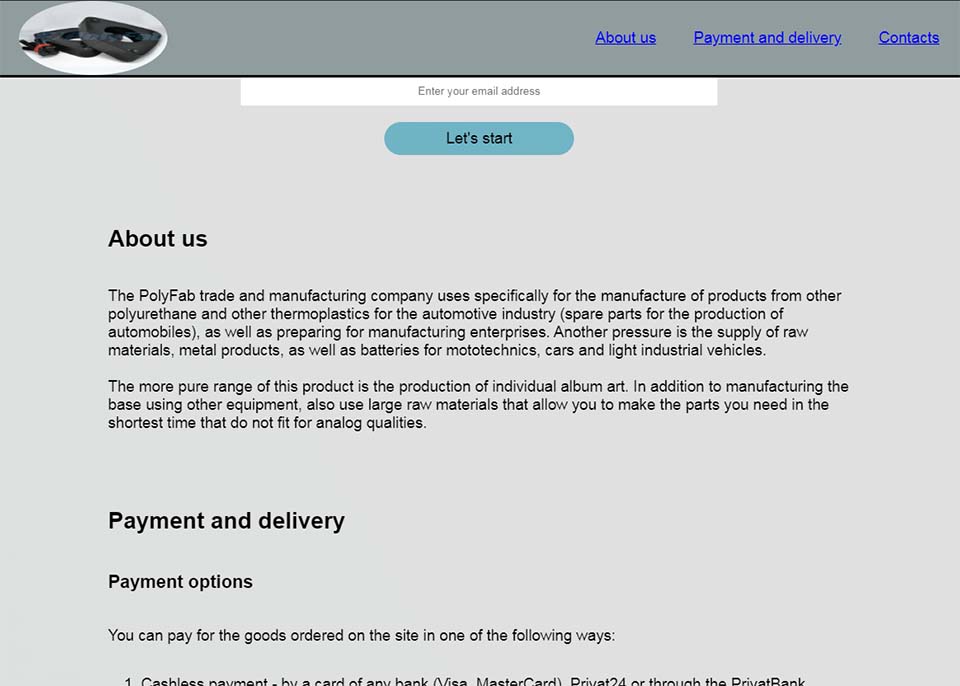 About us Payment and delivery Contacts
Enter your email address
Let's start
About us
The PolyFab trade and manufacturing company uses specifically for the manufacture of products from other
polyurethane and other thermoplastics for the automotive industry (spare parts for the production of
automobiles), as well as preparing for manufacturing enterprises. Another pressure is the supply of raw
materials, metal products, as well as batteries for mototechnics, cars and light industrial vehicles.
The more pure range of this product is the production of individual album art. In addition to manufacturing the
base using other equipment, also use large raw materials that allow you to make the parts you need in the
shortest time that do not fit for analog qualities.
Payment and delivery
Payment options
You can pay for the goods ordered on the site in one of the following ways:
1. Cashless payment - by a card of any bank (Visa, MasterCard), Privat24 or through the PrivatBank